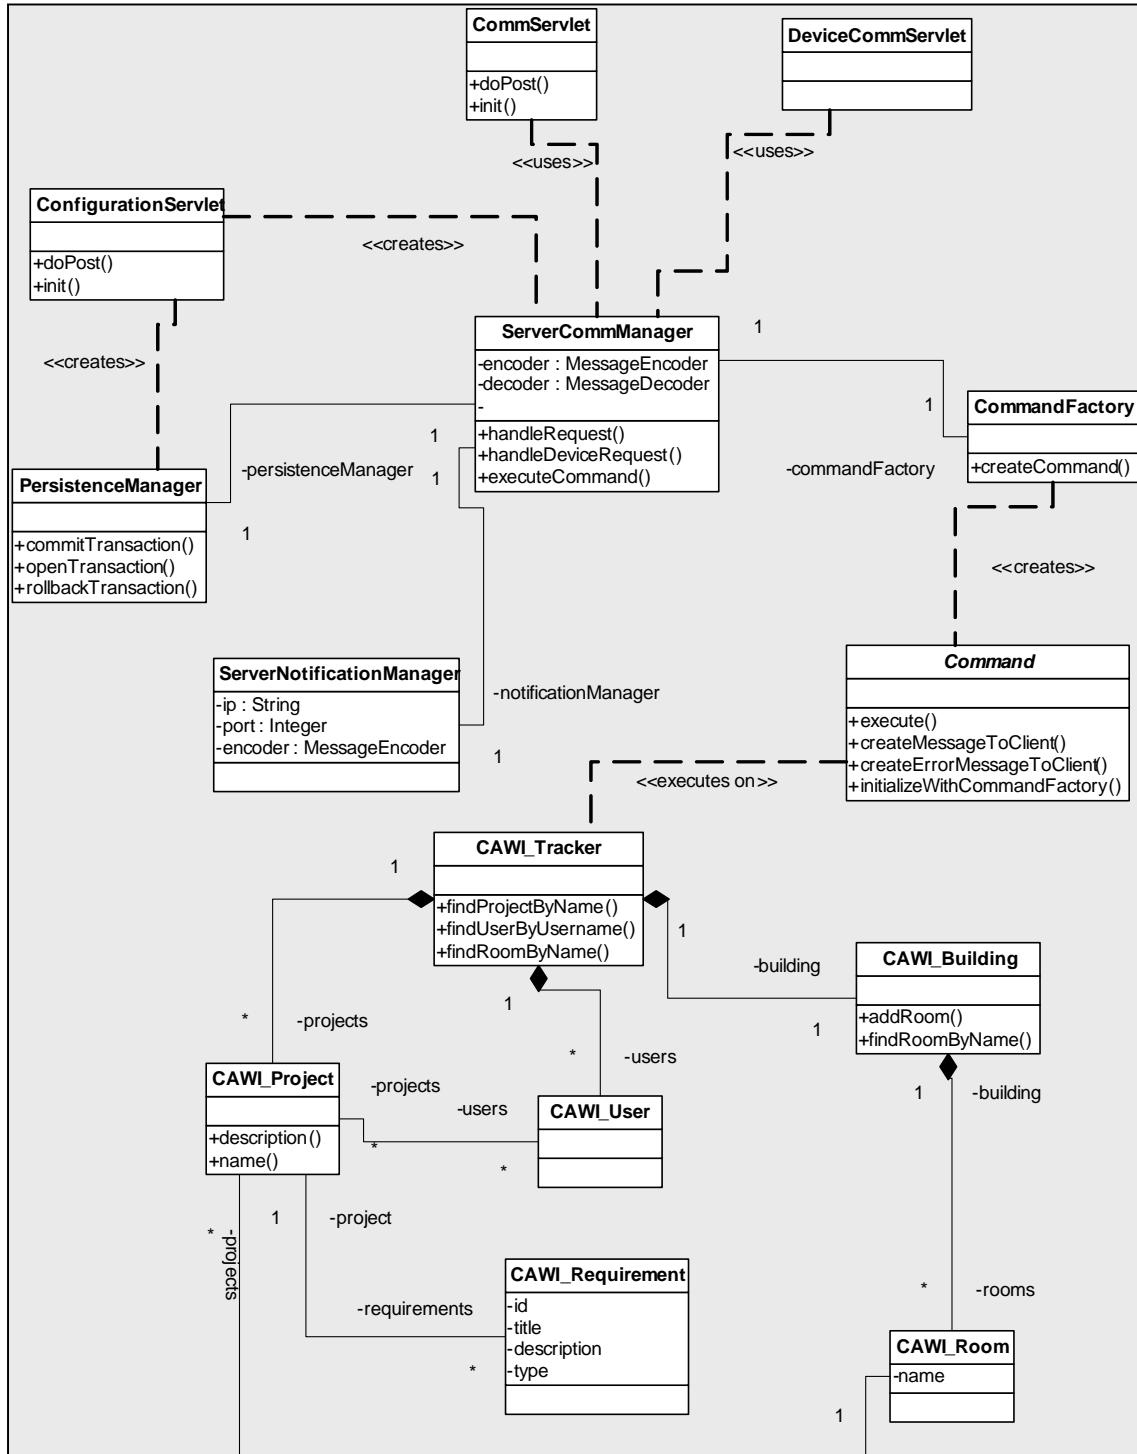 CommServlet
+doPost()
+init()
DeviceCommServlet
<<uses>>
<<uses>>
ConfigurationServlet
+doPost()
+init()
<<creates>>
<<creates>>
ServerCommManager
-encoder : MessageEncoder
-decoder : MessageDecoder
-
+handleRequest()
+handleDeviceRequest()
+executeCommand()
1
1
CommandFactory
+createCommand()
-commandFactory
1
-persistenceManager
1
PersistenceManager
+commitTransaction()
+openTransaction()
+rollbackTransaction()
1
<<creates>>
ServerNotificationManager
-ip : String
-port : Integer
-encoder : MessageEncoder
-notificationManager
1
Command
+execute()
+createMessageToClient()
+createErrorMessageToClient()
+initializeWithCommandFactory()
<<executes on>>
CAWI_Tracker
+findProjectByName()
+findUserByUsername()
+findRoomByName()
1
1
1
-building
1
CAWI_Building
+addRoom()
+findRoomByName()
*
-projects
*
-users
CAWI_Project
+description()
+name()
-projects
-users
*
*
CAWI_User
1
-building
1
-project
*
-projects
-requirements
*
CAWI_Requirement
-id
-title
-description
-type
*
-rooms
CAWI_Room
-name
1